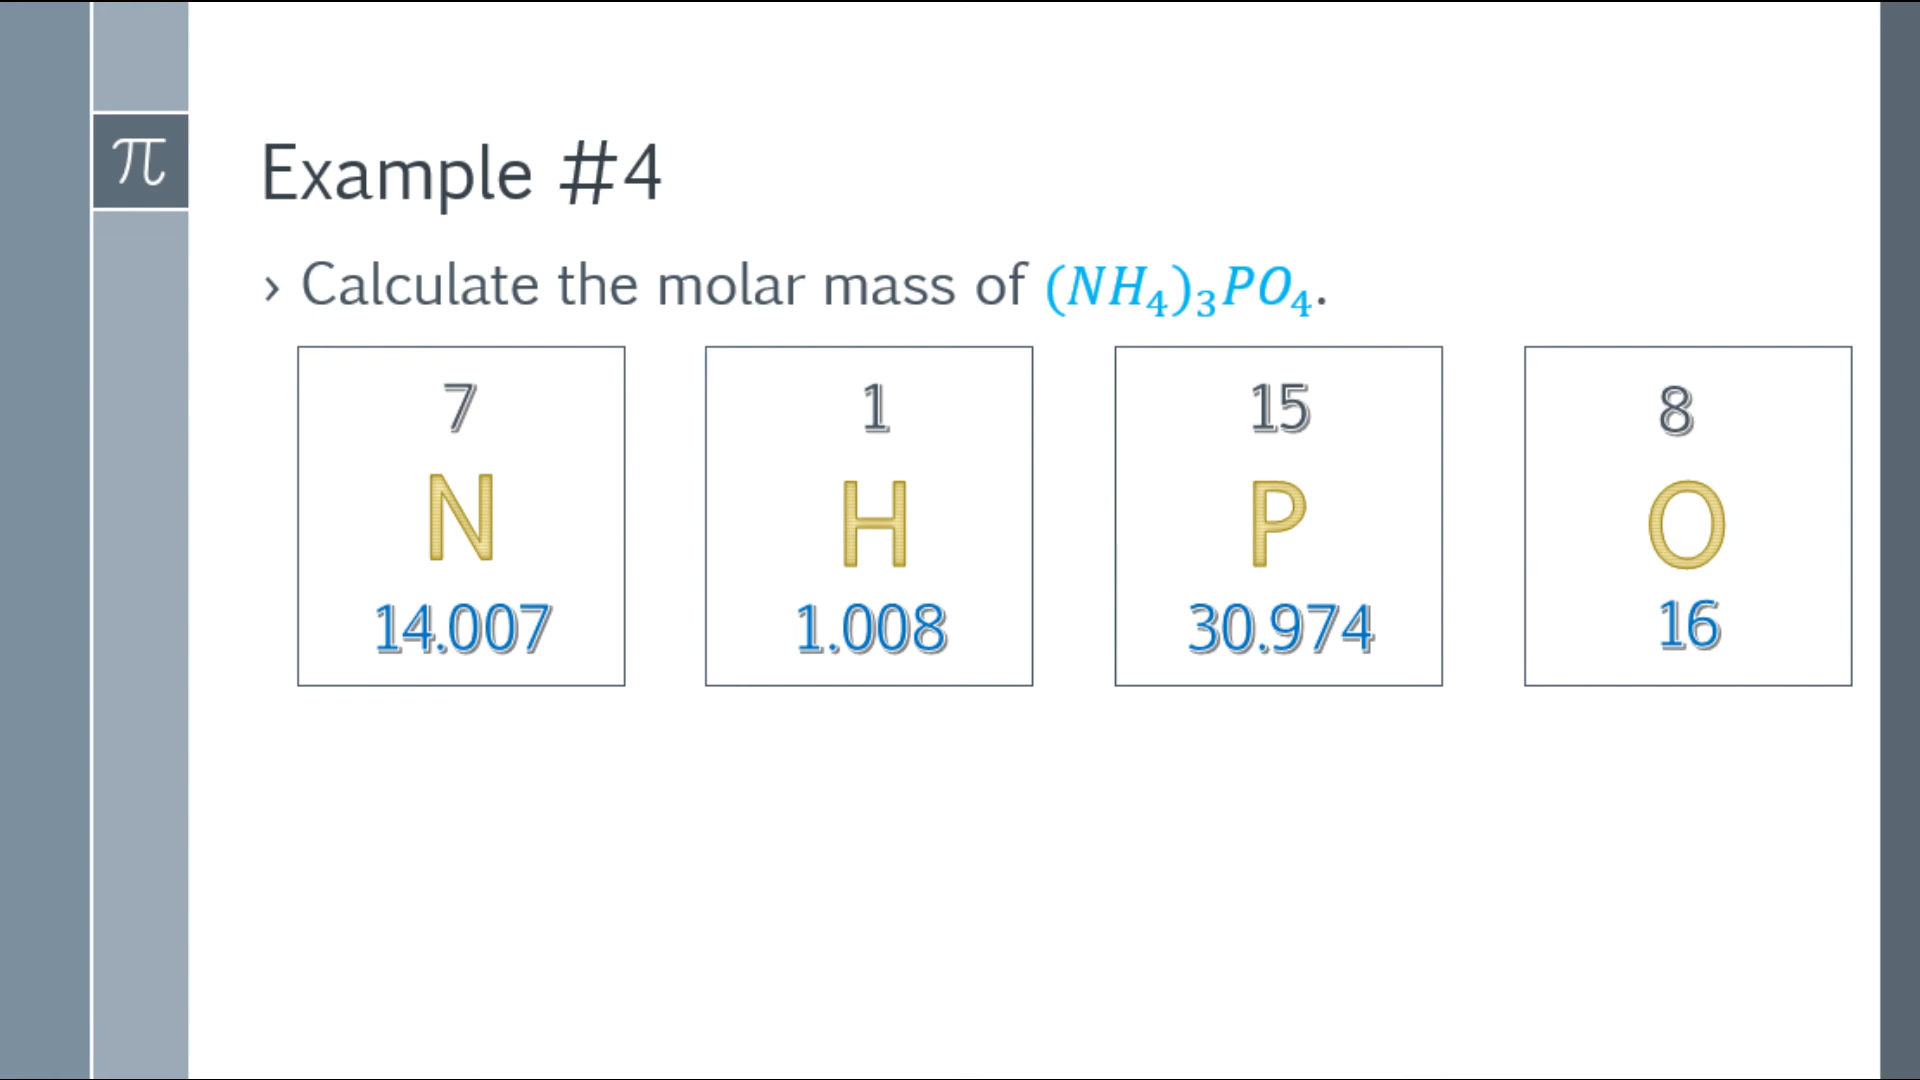 π
Example #4
› Calculate the molar mass of (NH₄)₃PO₄.
7 1 15 8
N H P O
14.007 1.008 30.974 16